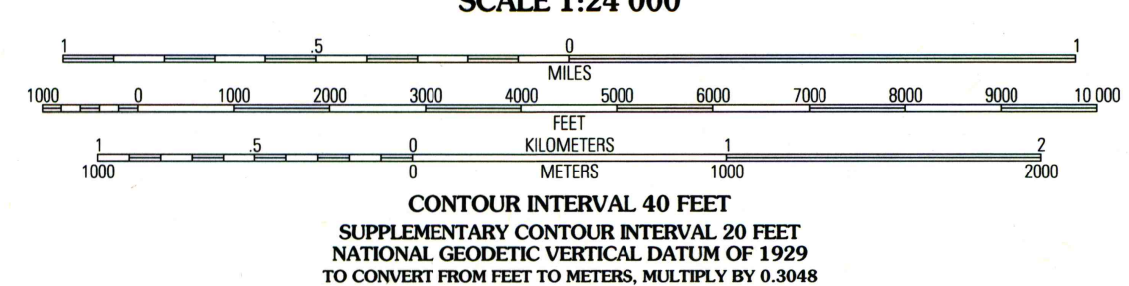 SCALE 1:24 000
1 .5 0 1
MILES
1000 0 1000 2000 3000 4000 5000 6000 7000 8000 9000 10 000
FEET
1 .5 0 KILOMETERS 1 2
1000 0 METERS 1000 2000
CONTOUR INTERVAL 40 FEET
SUPPLEMENTARY CONTOUR INTERVAL 20 FEET
NATIONAL GEODETIC VERTICAL DATUM OF 1929
TO CONVERT FROM FEET TO METERS, MULTIPLY BY 0.3048